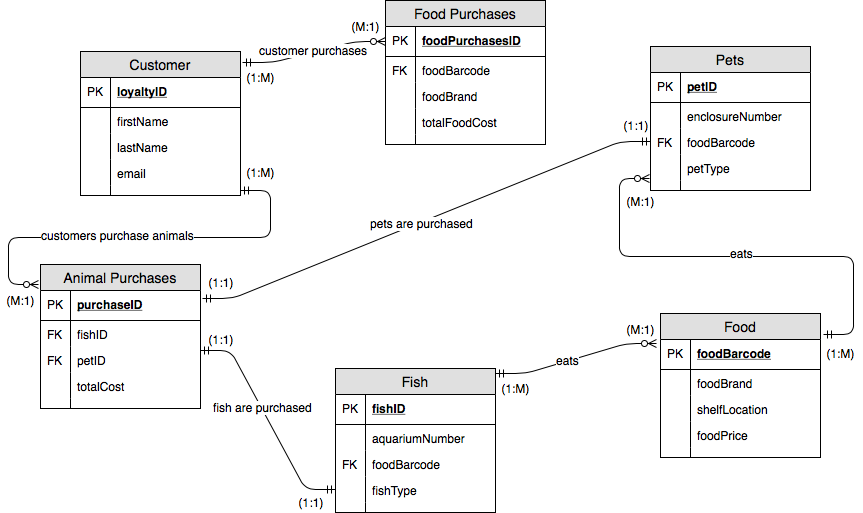 Food Purchases
(M:1)
PK foodPurchasesID
customer purchases
FK foodBarcode
foodBrand
totalFoodCost
Customer
(1:M)
PK loyaltyID
firstName
lastName
email
(1:M)
Pets
PK petID
enclosureNumber
(1:1)
FK foodBarcode
petType
(M:1)
pets are purchased
customers purchase animals
eats
Animal Purchases
(1:1)
(M:1)
PK purchaseID
FK fishID
(1:1)
FK petID
totalCost
fish are purchased
Food
(M:1)
PK foodBarcode
(1:M)
foodBrand
shelfLocation
foodPrice
eats
Fish
(1:M)
PK fishID
aquariumNumber
FK foodBarcode
fishType
(1:1)